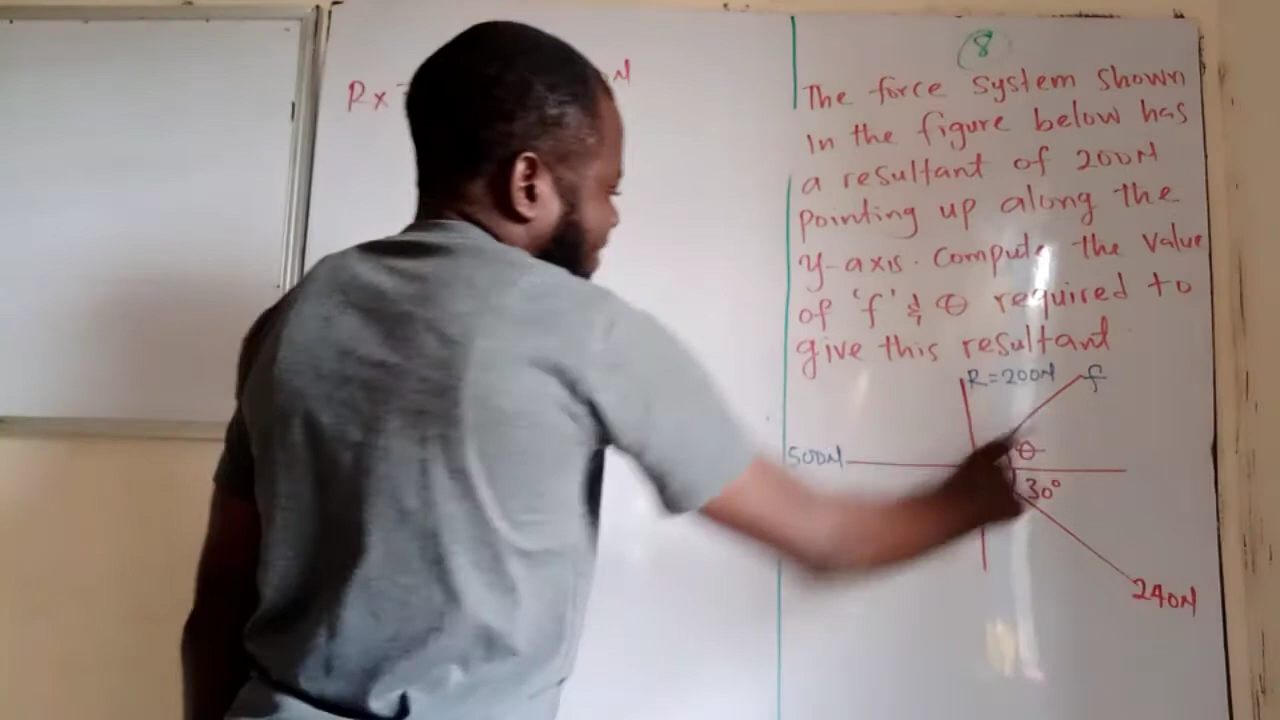 Rx
N
8
The force system shown
in the figure below has
a resultant of 200N
pointing up along the
y-axis. Compute the value
of 'f' & θ required to
give this resultant
R=200N
f
500N
θ
30°
240N